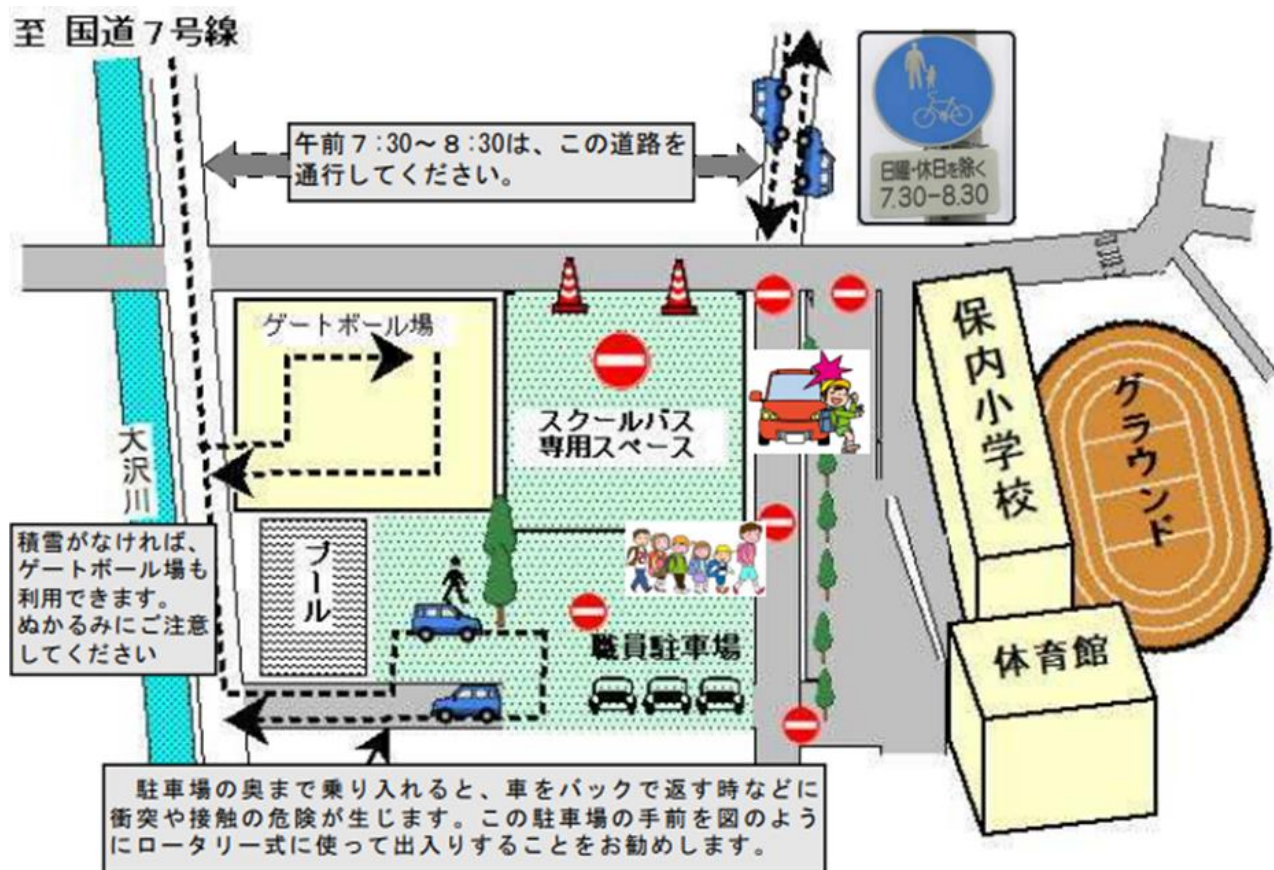 至 国道７号線
午前７:30～８:30は、この道路を
通行してください。
日曜・休日を除く
7.30-8.30
ゲートボール場
スクールバス
専用スペース
保内小学校
グラウンド
大沢川
積雪がなければ、
ゲートボール場も
利用できます。
ぬかるみにご注意
してください
プール
職員駐車場
体育館
駐車場の奥まで乗り入れると、車をバックで返す時などに
衝突や接触の危険が生じます。この駐車場の手前を図のよう
にロータリー式に使って出入りすることをお勧めします。